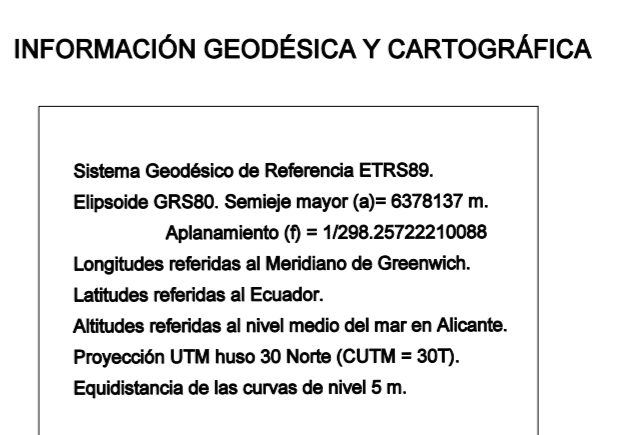 INFORMACIÓN GEODÉSICA Y CARTOGRÁFICA
Sistema Geodésico de Referencia ETRS89.
Elipsoide GRS80. Semieje mayor (a)= 6378137 m.
Aplanamiento (f) = 1/298.25722210088
Longitudes referidas al Meridiano de Greenwich.
Latitudes referidas al Ecuador.
Altitudes referidas al nivel medio del mar en Alicante.
Proyección UTM huso 30 Norte (CUTM = 30T).
Equidistancia de las curvas de nivel 5 m.